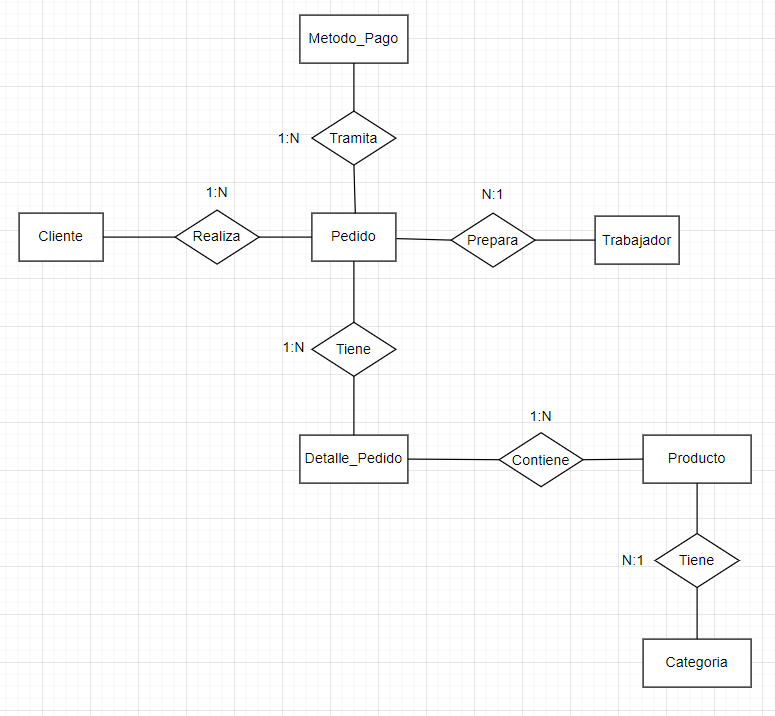 Metodo_Pago
1:N
Tramita
1:N
N:1
Cliente
Realiza
Pedido
Prepara
Trabajador
1:N
Tiene
1:N
Detalle_Pedido
Contiene
Producto
N:1
Tiene
Categoria